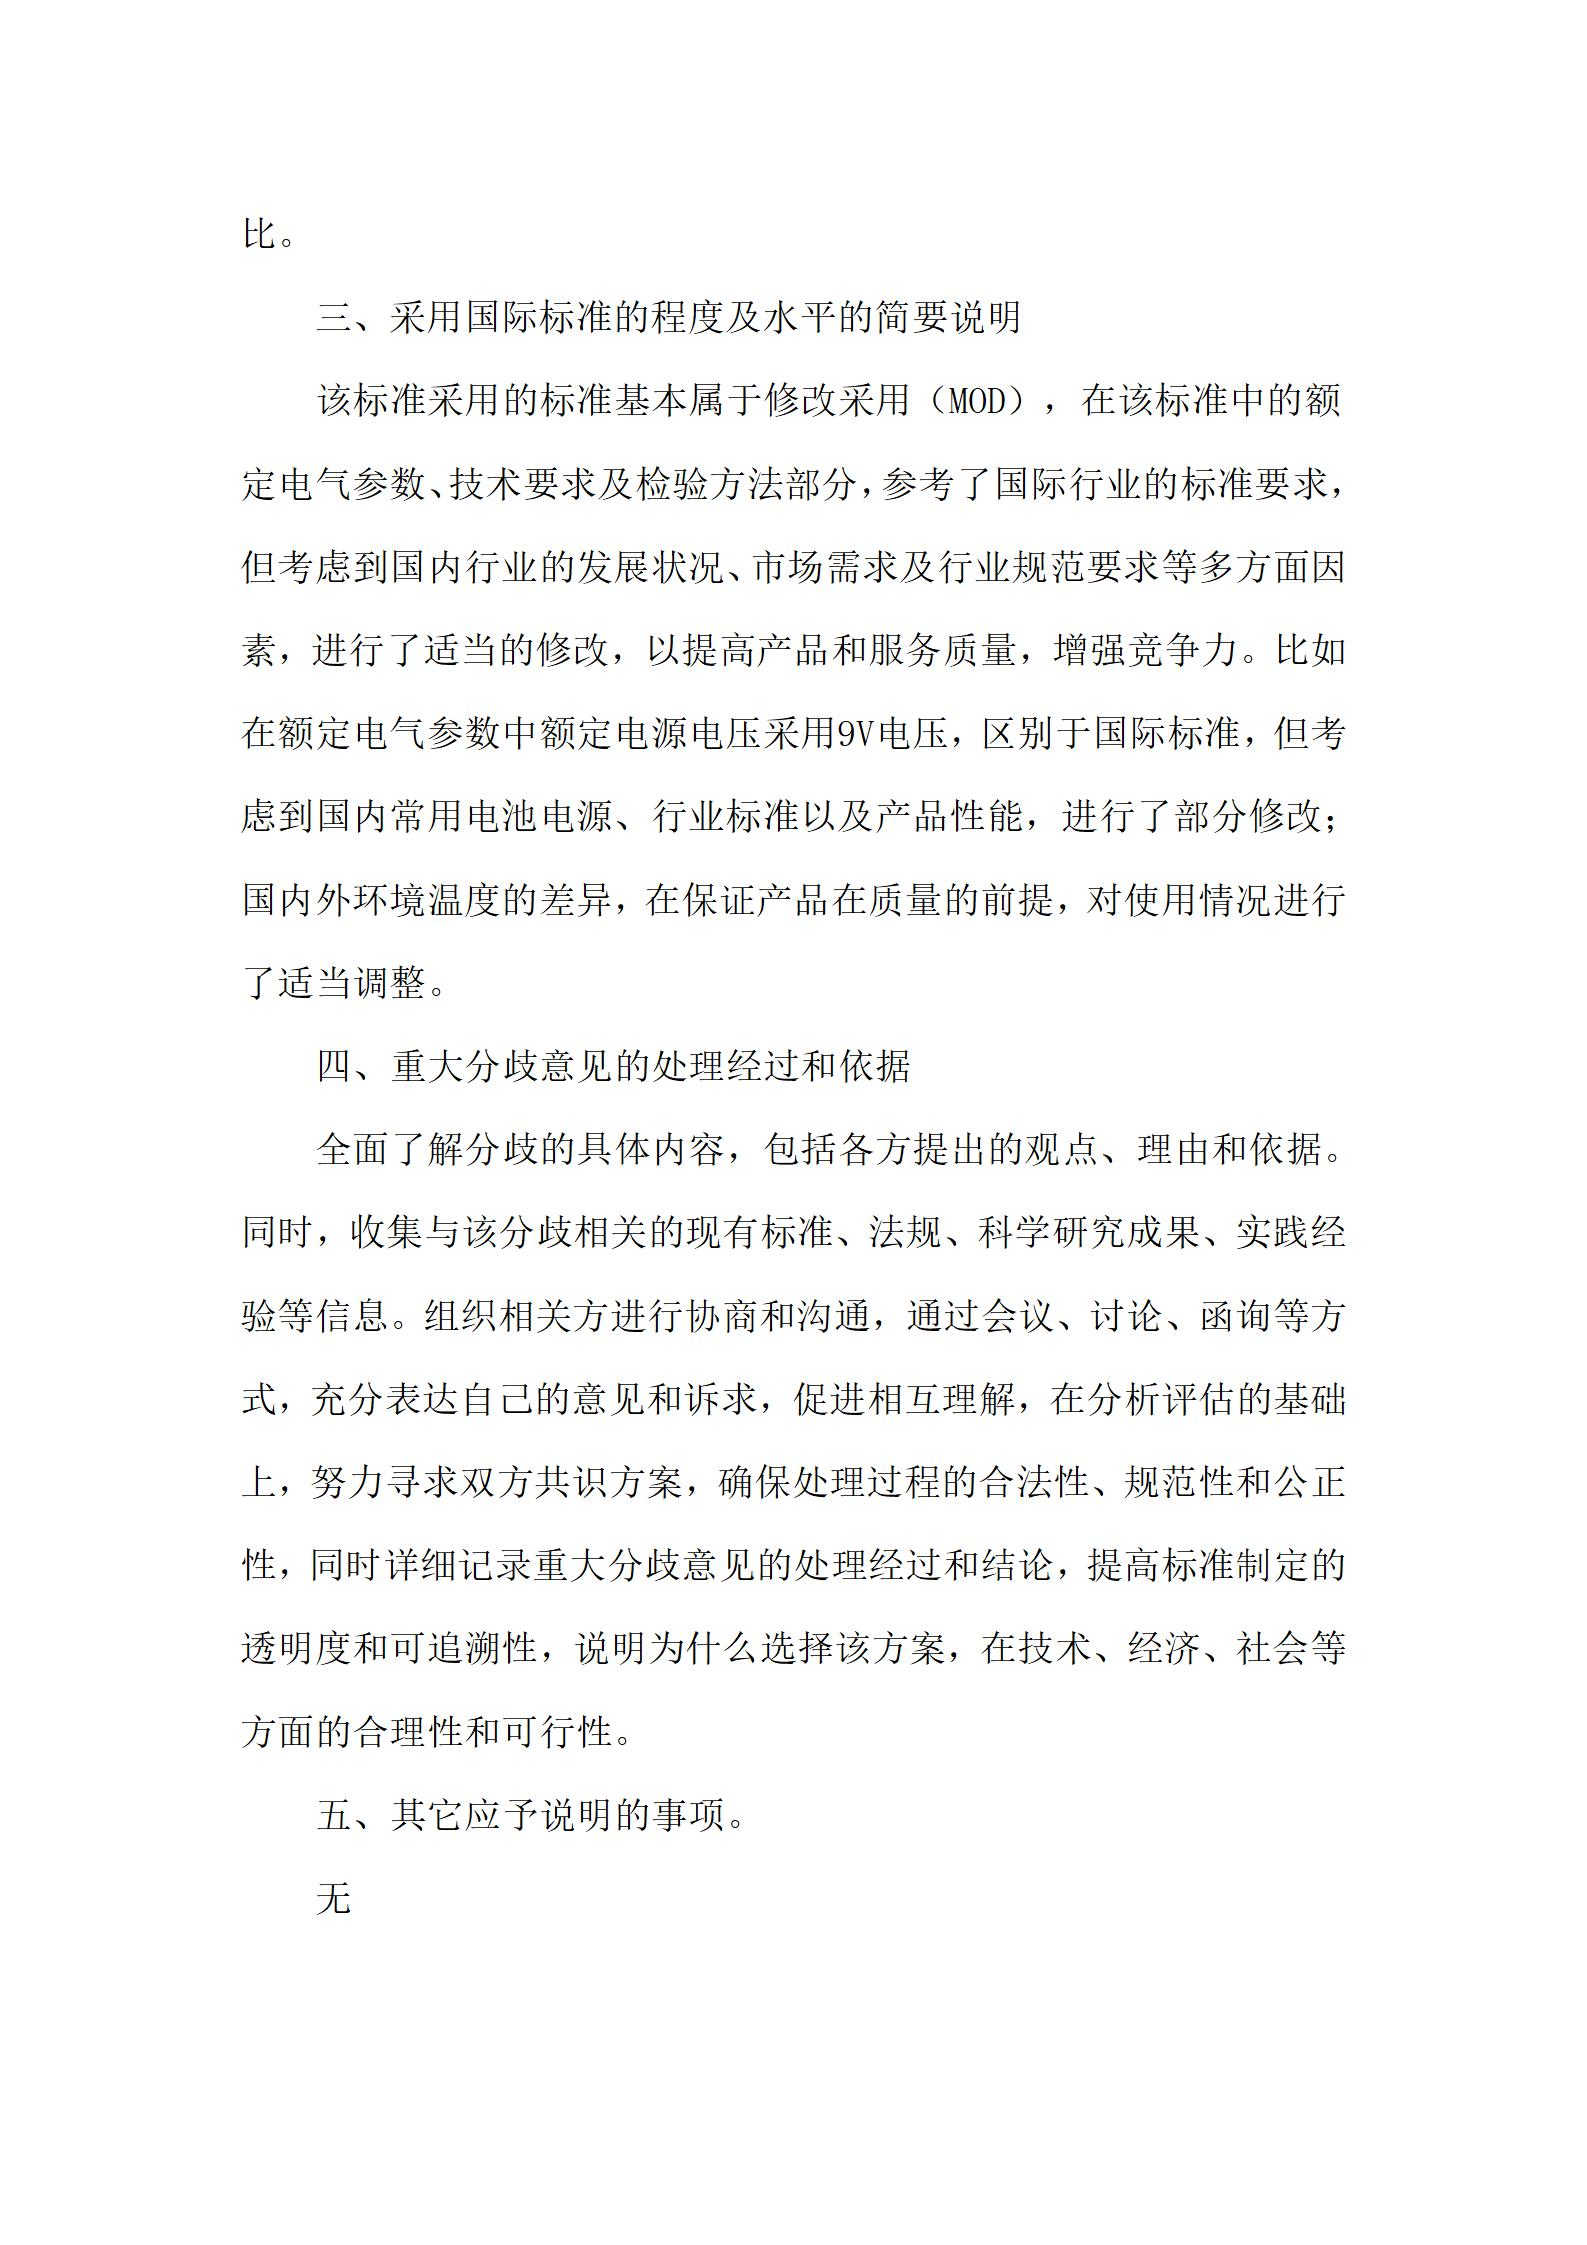 比。
三、采用国际标准的程度及水平的简要说明
该标准采用的标准基本属于修改采用（MOD），在该标准中的额
定电气参数、技术要求及检验方法部分，参考了国际行业的标准要求，
但考虑到国内行业的发展状况、市场需求及行业规范要求等多方面因
素，进行了适当的修改，以提高产品和服务质量，增强竞争力。比如
在额定电气参数中额定电源电压采用9V电压，区别于国际标准，但考
虑到国内常用电池电源、行业标准以及产品性能，进行了部分修改；
国内外环境温度的差异，在保证产品在质量的前提，对使用情况进行
了适当调整。
四、重大分歧意见的处理经过和依据
全面了解分歧的具体内容，包括各方提出的观点、理由和依据。
同时，收集与该分歧相关的现有标准、法规、科学研究成果、实践经
验等信息。组织相关方进行协商和沟通，通过会议、讨论、函询等方
式，充分表达自己的意见和诉求，促进相互理解，在分析评估的基础
上，努力寻求双方共识方案，确保处理过程的合法性、规范性和公正
性，同时详细记录重大分歧意见的处理经过和结论，提高标准制定的
透明度和可追溯性，说明为什么选择该方案，在技术、经济、社会等
方面的合理性和可行性。
五、其它应予说明的事项。
无